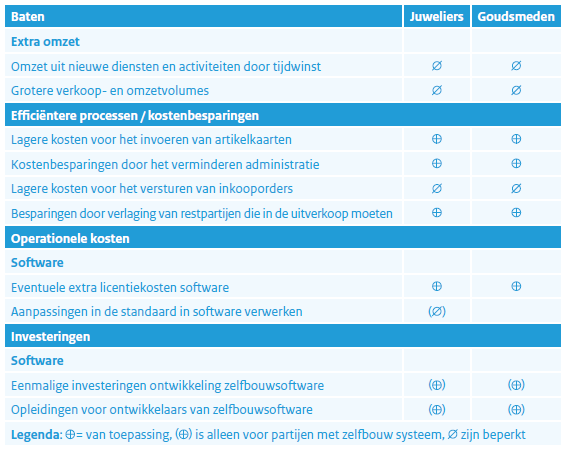 Baten Juweliers Goudsmeden
Extra omzet
Omzet uit nieuwe diensten en activiteiten door tijdwinst ∅ ∅
Grotere verkoop- en omzetvolumes ∅ ∅
Efficiëntere processen / kostenbesparingen
Lagere kosten voor het invoeren van artikelkaarten ⊕ ⊕
Kostenbesparingen door het verminderen administratie ⊕ ⊕
Lagere kosten voor het versturen van inkooporders ∅ ∅
Besparingen door verlaging van restpartijen die in de uitverkoop moeten ⊕ ⊕
Operationele kosten
Software
Eventuele extra licentiekosten software ⊕ ⊕
Aanpassingen in de standaard in software verwerken (∅)
Investeringen
Software
Eenmalige investeringen ontwikkeling zelfbouwsoftware (⊕) (⊕)
Opleidingen voor ontwikkelaars van zelfbouwsoftware (⊕) (⊕)
Legenda: ⊕= van toepassing, (⊕) is alleen voor partijen met zelfbouw systeem, ∅ zijn beperkt